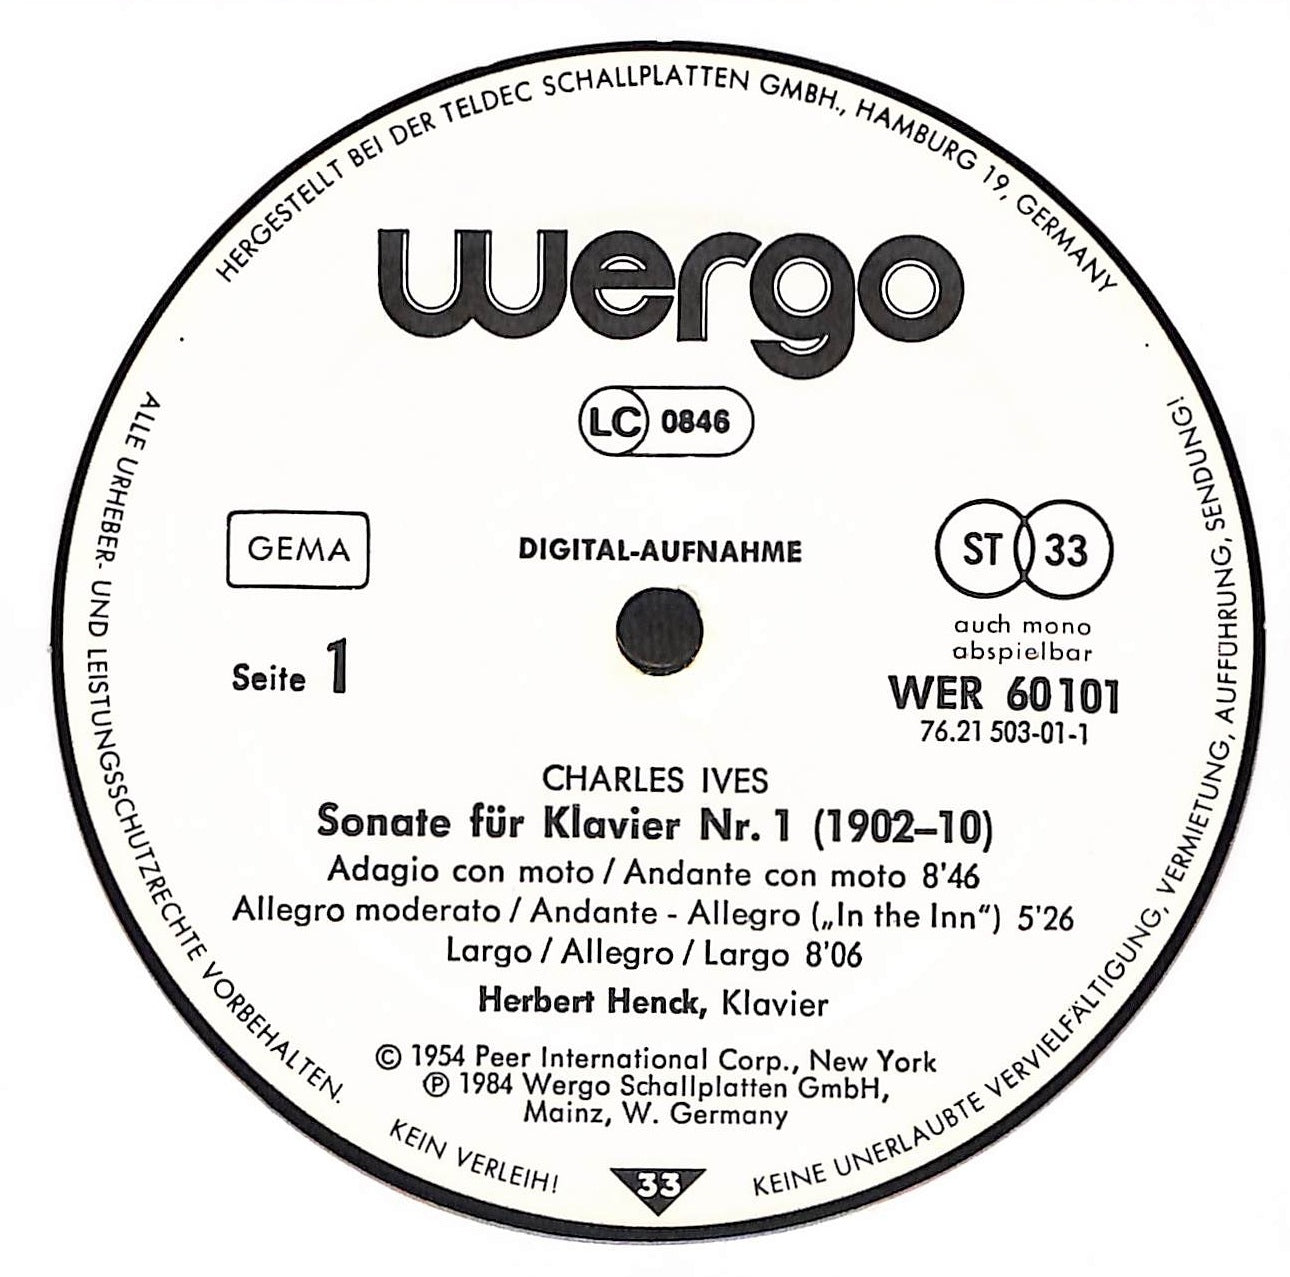 HERGESTELLT BEI DER TELDEC SCHALLPLATTEN GMBH., HAMBURG 19, GERMANY
wergo
LC 0846
GEMA
DIGITAL-AUFNAHME
ST 33
auch mono
abspielbar
Seite 1
WER 60101
76.21 503-01-1
CHARLES IVES
Sonate für Klavier Nr. 1 (1902–10)
Adagio con moto / Andante con moto 8'46
Allegro moderato / Andante - Allegro („In the Inn“) 5'26
Largo / Allegro / Largo 8'06
Herbert Henck, Klavier
© 1954 Peer International Corp., New York
℗ 1984 Wergo Schallplatten GmbH,
Mainz, W. Germany
ALLE URHEBER- UND LEISTUNGSSCHUTZRECHTE VORBEHALTEN.
KEIN VERLEIH!
33
KEINE UNERLAUBTE VERVIELFÄLTIGUNG, VERMIETUNG, AUFFÜHRUNG, SENDUNG!